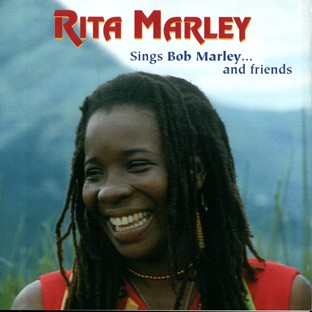 RITA MARLEY
Sings Bob Marley...
and friends